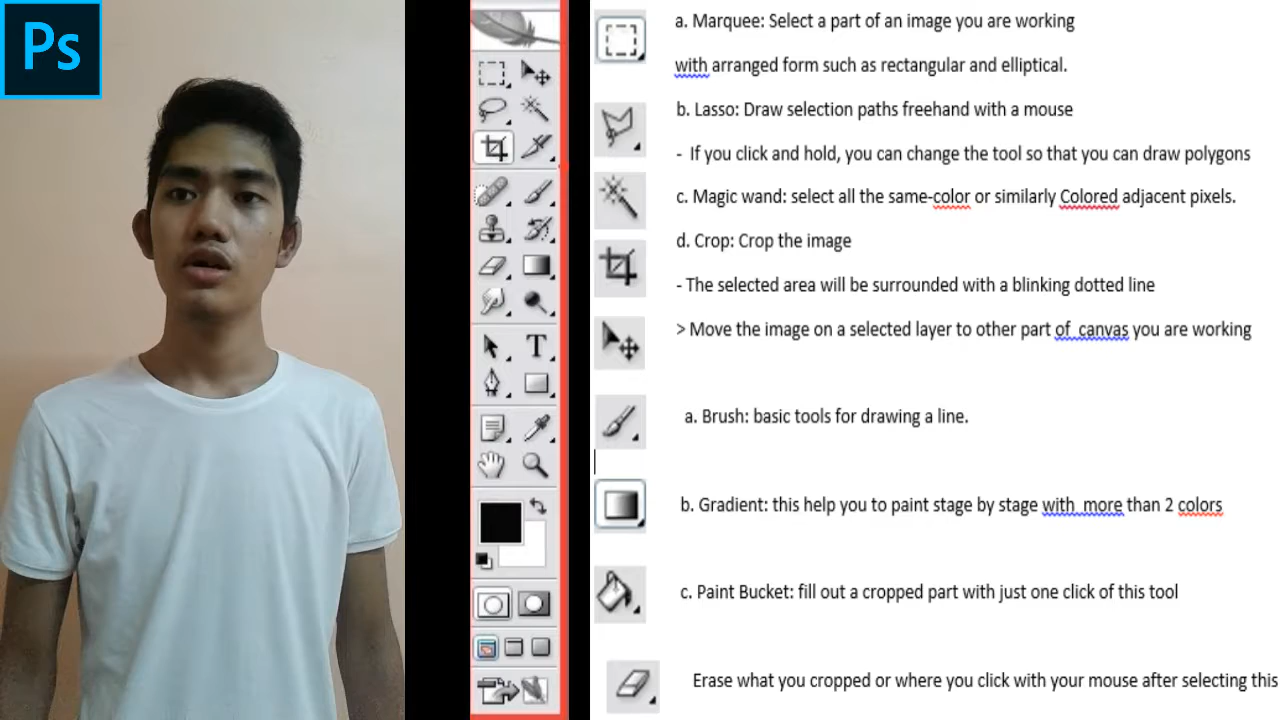 Ps
T
a. Marquee: Select a part of an image you are working
with arranged form such as rectangular and elliptical.
b. Lasso: Draw selection paths freehand with a mouse
- If you click and hold, you can change the tool so that you can draw polygons
c. Magic wand: select all the same-color or similarly Colored adjacent pixels.
d. Crop: Crop the image
- The selected area will be surrounded with a blinking dotted line
> Move the image on a selected layer to other part of canvas you are working
a. Brush: basic tools for drawing a line.
b. Gradient: this help you to paint stage by stage with more than 2 colors
c. Paint Bucket: fill out a cropped part with just one click of this tool
Erase what you cropped or where you click with your mouse after selecting this